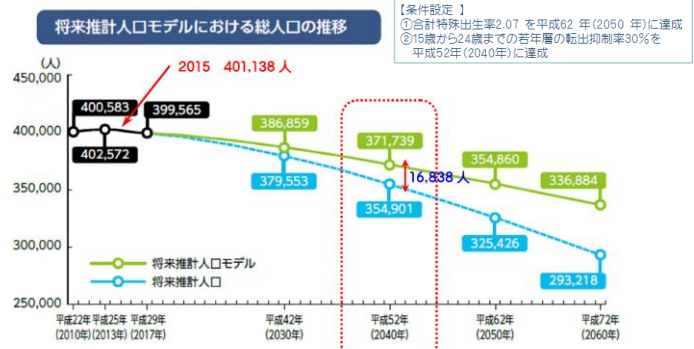 将来推計人口モデルにおける総人口の推移
【条件設定 】
①合計特殊出生率2.07 を平成62 年(2050 年)に達成
②15歳から24歳までの若年層の転出抑制率30％を
平成52年(2040年)に達成
(人)
2015 401,138 人
450,000
400,000
350,000
300,000
250,000
400,583
399,565
402,572
386,859
379,553
371,739
16,838 人
354,901
354,860
325,426
336,884
293,218
将来推計人口モデル
将来推計人口
平成22年 平成25年 平成29年 平成42年 平成52年 平成62年 平成72年
(2010年) (2013年) (2017年) (2030年) (2040年) (2050年) (2060年)